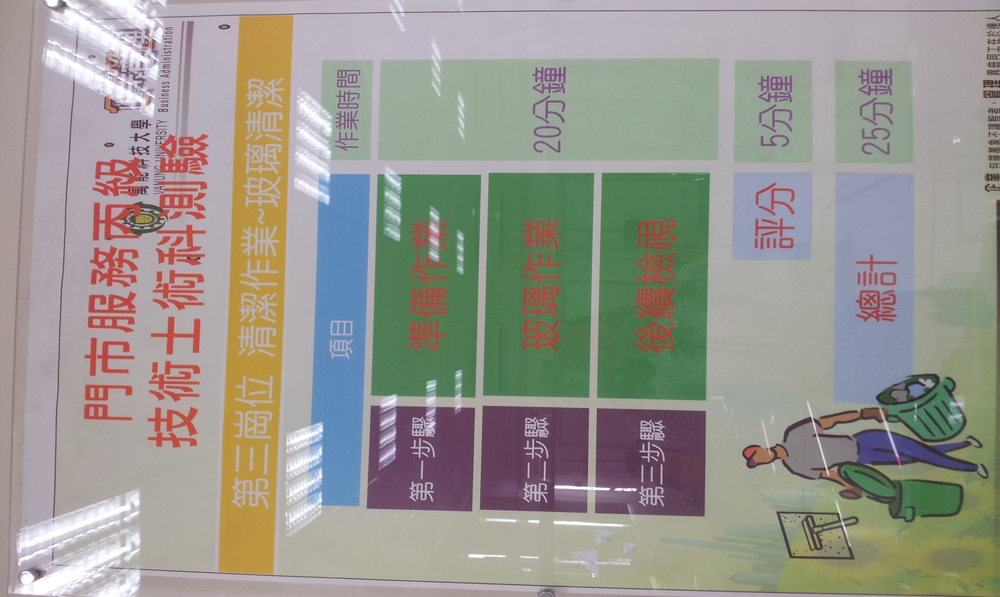 萬能科技大學
VANUNG UNIVERSITY
Business Administration
門市服務丙級
技術士術科測驗
第三崗位 清潔作業~玻璃清潔
項目 作業時間
第一步驟 準備作業
第二步驟 玻璃作業 20分鐘
第三步驟 後續檢視
評分 5分鐘
總計 25分鐘